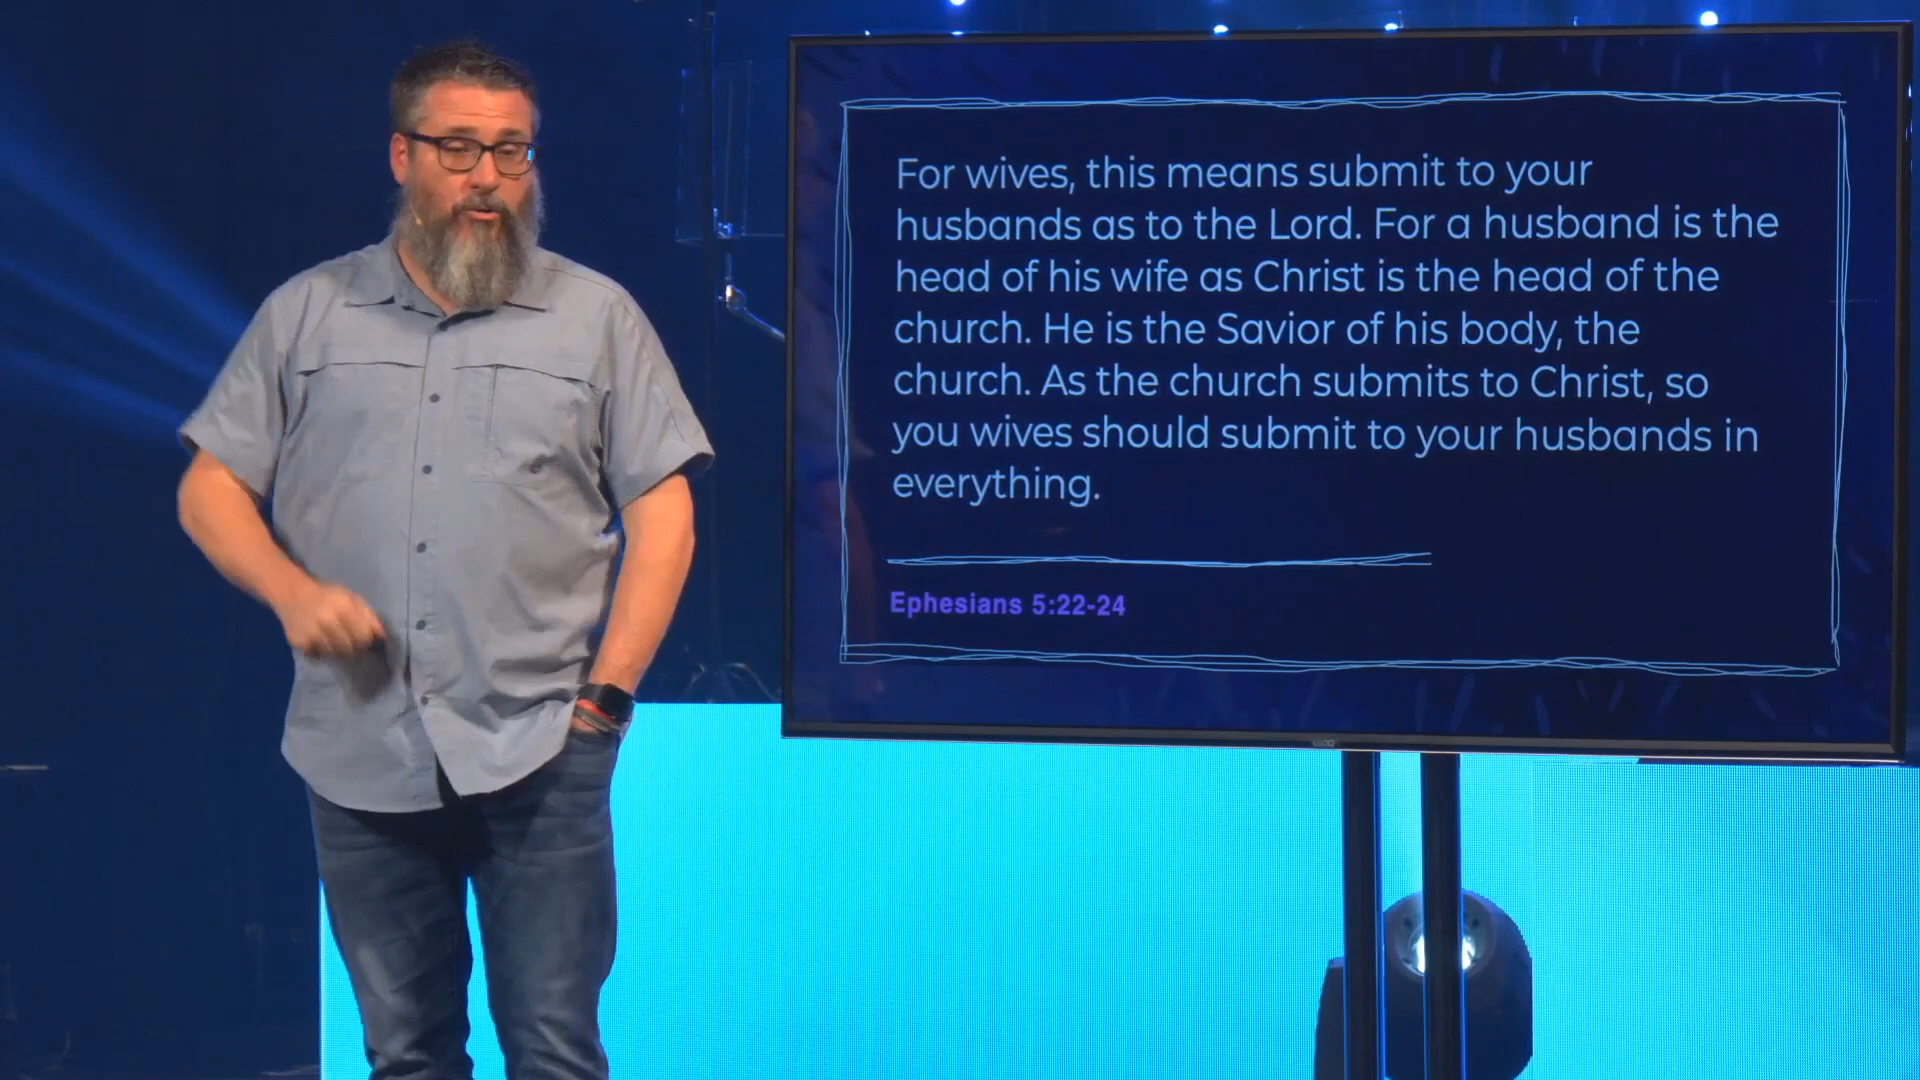 For wives, this means submit to your
husbands as to the Lord. For a husband is the
head of his wife as Christ is the head of the
church. He is the Savior of his body, the
church. As the church submits to Christ, so
you wives should submit to your husbands in
everything.
Ephesians 5:22-24